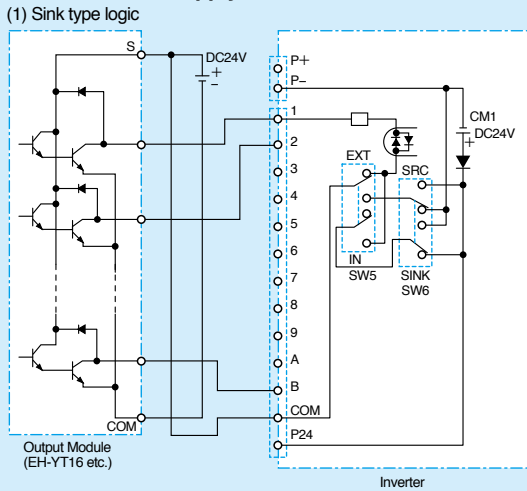 (1) Sink type logic
S
DC24V
+
−
COM
Output Module
(EH-YT16 etc.)
P+
P−
1
2
3
4
5
6
7
8
9
A
B
COM
P24
CM1
DC24V
+
EXT
IN
SW5
SRC
SINK
SW6
Inverter